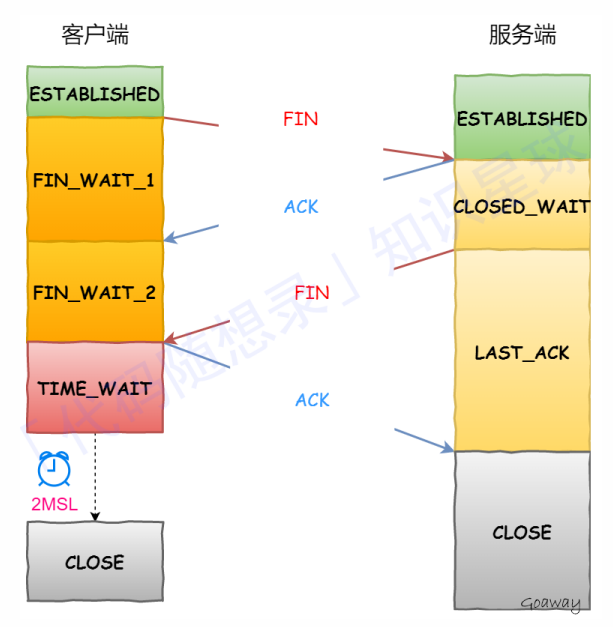 客户端
服务端
ESTABLISHED
ESTABLISHED
FIN
FIN_WAIT_1
CLOSED_WAIT
ACK
FIN_WAIT_2
FIN
LAST_ACK
TIME_WAIT
ACK
2MSL
CLOSE
CLOSE
Goaway
「代码随想录」知识星球